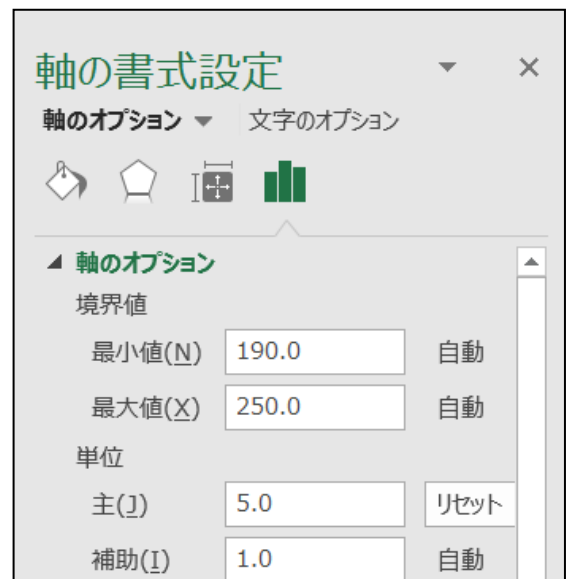 軸の書式設定
軸のオプション 文字のオプション
軸のオプション
境界値
最小値(N) 190.0 自動
最大値(X) 250.0 自動
単位
主(J) 5.0 リセット
補助(I) 1.0 自動